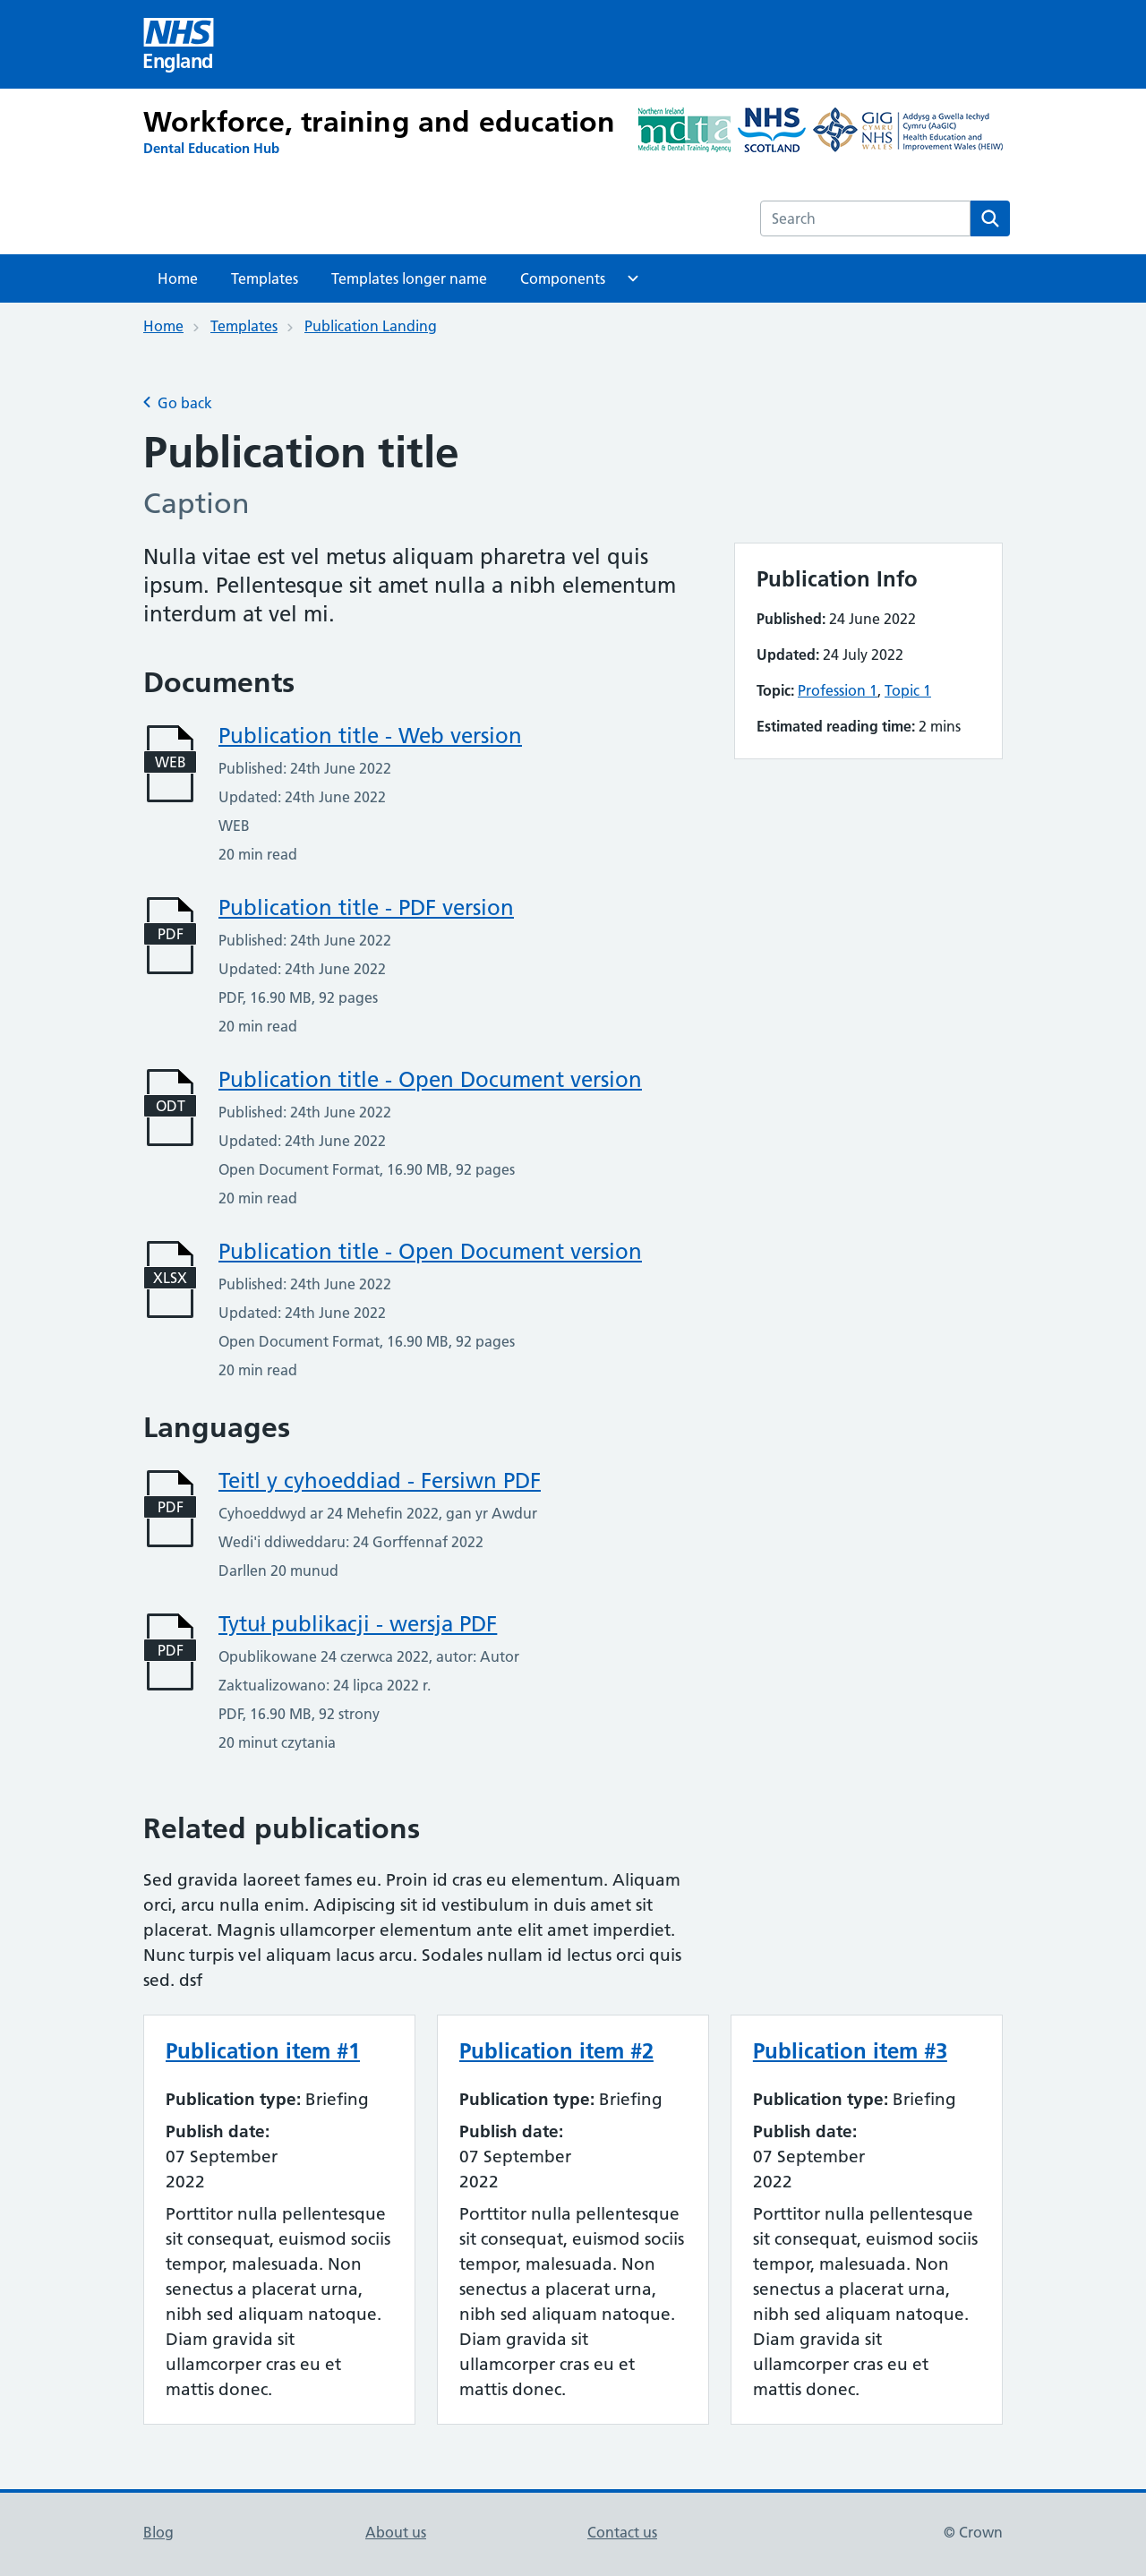 NHS
England
Workforce, training and education
Dental Education Hub
Northern Ireland
mdta
Medical & Dental Training Agency
NHS
SCOTLAND
GIG
CYMRU
NHS
WALES
Addysg a Gwella Iechyd
Cymru (AaGIC)
Health Education and
Improvement Wales (HEIW)
Search
Home Templates Templates longer name Components
Home Templates Publication Landing
Go back
Publication title
Caption
Nulla vitae est vel metus aliquam pharetra vel quis
ipsum. Pellentesque sit amet nulla a nibh elementum
interdum at vel mi.
Publication Info
Published: 24 June 2022
Updated: 24 July 2022
Topic: Profession 1, Topic 1
Estimated reading time: 2 mins
Documents
WEB
Publication title - Web version
Published: 24th June 2022
Updated: 24th June 2022
WEB
20 min read
PDF
Publication title - PDF version
Published: 24th June 2022
Updated: 24th June 2022
PDF, 16.90 MB, 92 pages
20 min read
ODT
Publication title - Open Document version
Published: 24th June 2022
Updated: 24th June 2022
Open Document Format, 16.90 MB, 92 pages
20 min read
XLSX
Publication title - Open Document version
Published: 24th June 2022
Updated: 24th June 2022
Open Document Format, 16.90 MB, 92 pages
20 min read
Languages
PDF
Teitl y cyhoeddiad - Fersiwn PDF
Cyhoeddwyd ar 24 Mehefin 2022, gan yr Awdur
Wedi'i ddiweddaru: 24 Gorffennaf 2022
Darllen 20 munud
PDF
Tytuł publikacji - wersja PDF
Opublikowane 24 czerwca 2022, autor: Autor
Zaktualizowano: 24 lipca 2022 r.
PDF, 16.90 MB, 92 strony
20 minut czytania
Related publications
Sed gravida laoreet fames eu. Proin id cras eu elementum. Aliquam
orci, arcu nulla enim. Adipiscing sit id vestibulum in duis amet sit
placerat. Magnis ullamcorper elementum ante elit amet imperdiet.
Nunc turpis vel aliquam lacus arcu. Sodales nullam id lectus orci quis
sed. dsf
Publication item #1
Publication type: Briefing
Publish date:
07 September
2022
Porttitor nulla pellentesque
sit consequat, euismod sociis
tempor, malesuada. Non
senectus a placerat urna,
nibh sed aliquam natoque.
Diam gravida sit
ullamcorper cras eu et
mattis donec.
Publication item #2
Publication type: Briefing
Publish date:
07 September
2022
Porttitor nulla pellentesque
sit consequat, euismod sociis
tempor, malesuada. Non
senectus a placerat urna,
nibh sed aliquam natoque.
Diam gravida sit
ullamcorper cras eu et
mattis donec.
Publication item #3
Publication type: Briefing
Publish date:
07 September
2022
Porttitor nulla pellentesque
sit consequat, euismod sociis
tempor, malesuada. Non
senectus a placerat urna,
nibh sed aliquam natoque.
Diam gravida sit
ullamcorper cras eu et
mattis donec.
Blog About us Contact us © Crown